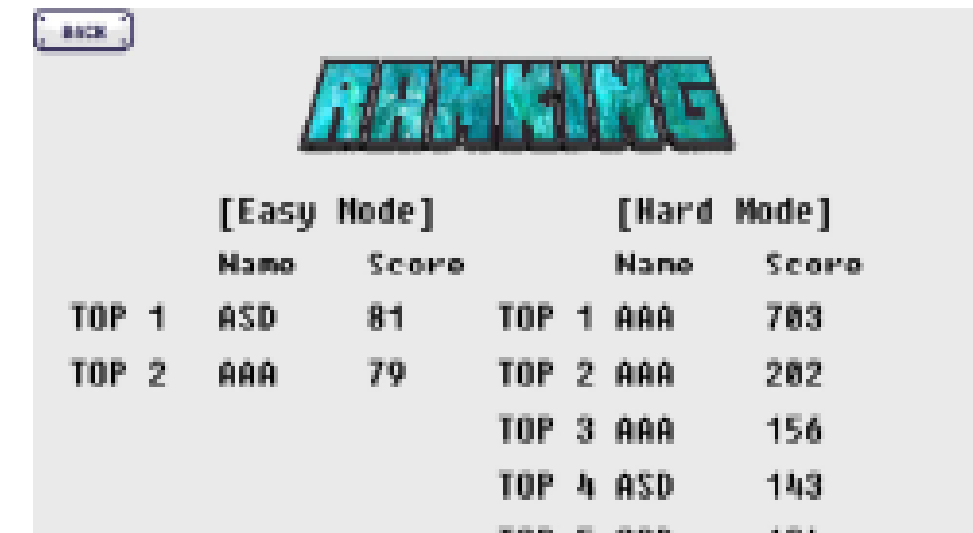 BACK
RANKING
[Easy Mode] [Hard Mode]
Name Score Name Score
TOP 1 ASD 81 TOP 1 AAA 703
TOP 2 AAA 79 TOP 2 AAA 202
TOP 3 AAA 156
TOP 4 ASD 143